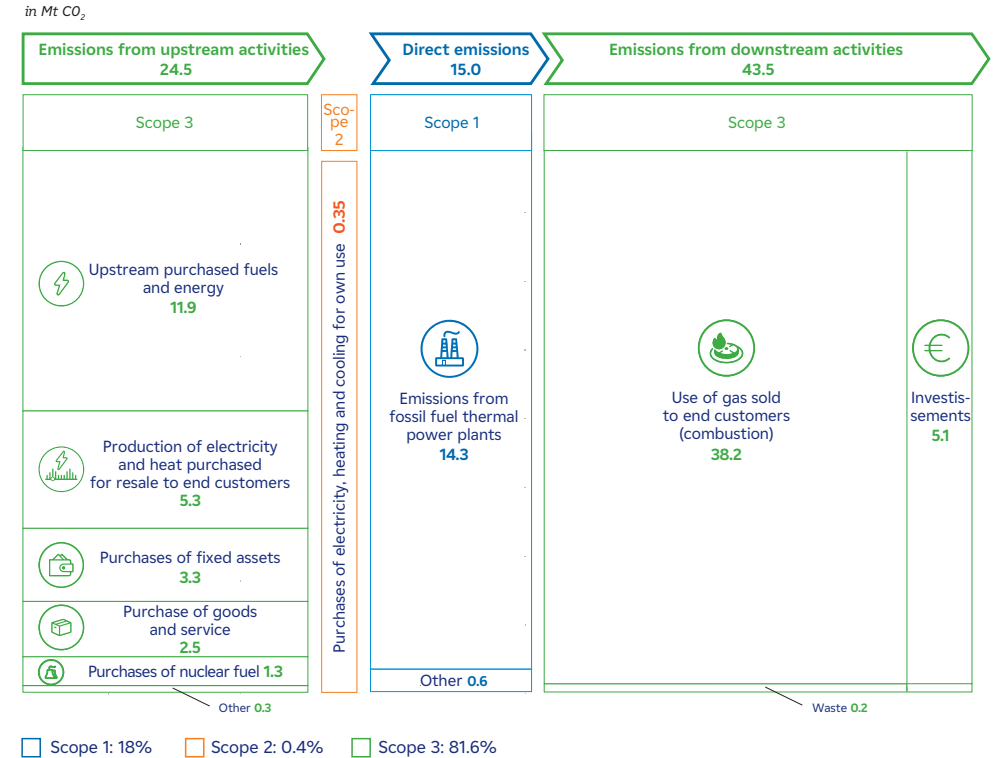 in Mt CO2
Emissions from upstream activities
24.5
Direct emissions
15.0
Emissions from downstream activities
43.5
Scope 3
Sco-
pe
2
Scope 1
Scope 3
Upstream purchased fuels
and energy
11.9
Production of electricity
and heat purchased
for resale to end customers
5.3
Purchases of fixed assets
3.3
Purchase of goods
and service
2.5
Purchases of nuclear fuel 1.3
Other 0.3
Purchases of electricity, heating and cooling for own use 0.35
Emissions from
fossil fuel thermal
power plants
14.3
Other 0.6
Use of gas sold
to end customers
(combustion)
38.2
Investis-
sements
5.1
Waste 0.2
Scope 1: 18%
Scope 2: 0.4%
Scope 3: 81.6%